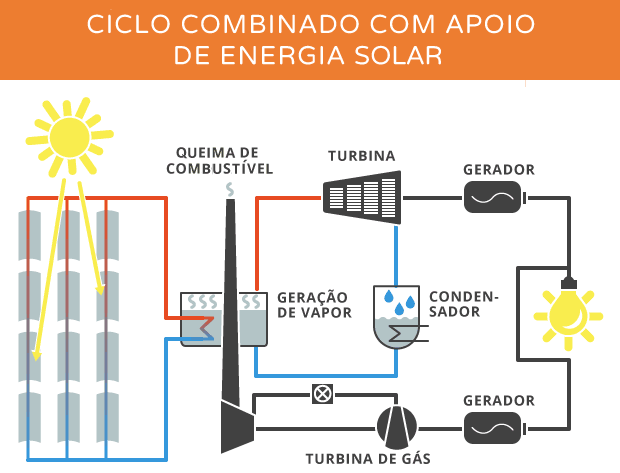 CICLO COMBINADO COM APOIO
DE ENERGIA SOLAR
QUEIMA DE
COMBUSTÍVEL
TURBINA
GERADOR
GERAÇÃO
DE VAPOR
CONDEN-
SADOR
GERADOR
TURBINA DE GÁS